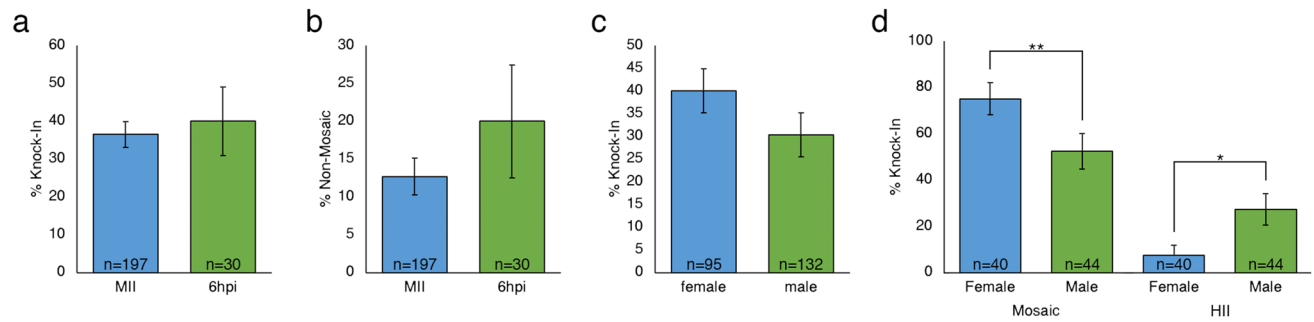 a
% Knock-In
60
50
40
30
20
10
0
n=197
n=30
MII
6hpi
b
% Non-Mosaic
30
25
20
15
10
5
0
n=197
n=30
MII
6hpi
c
% Knock-In
50
45
40
35
30
25
20
15
10
5
0
n=95
n=132
female
male
d
% Knock-In
100
80
60
40
20
0
**
*
n=40
n=44
n=40
n=44
Female
Male
Female
Male
Mosaic
HII